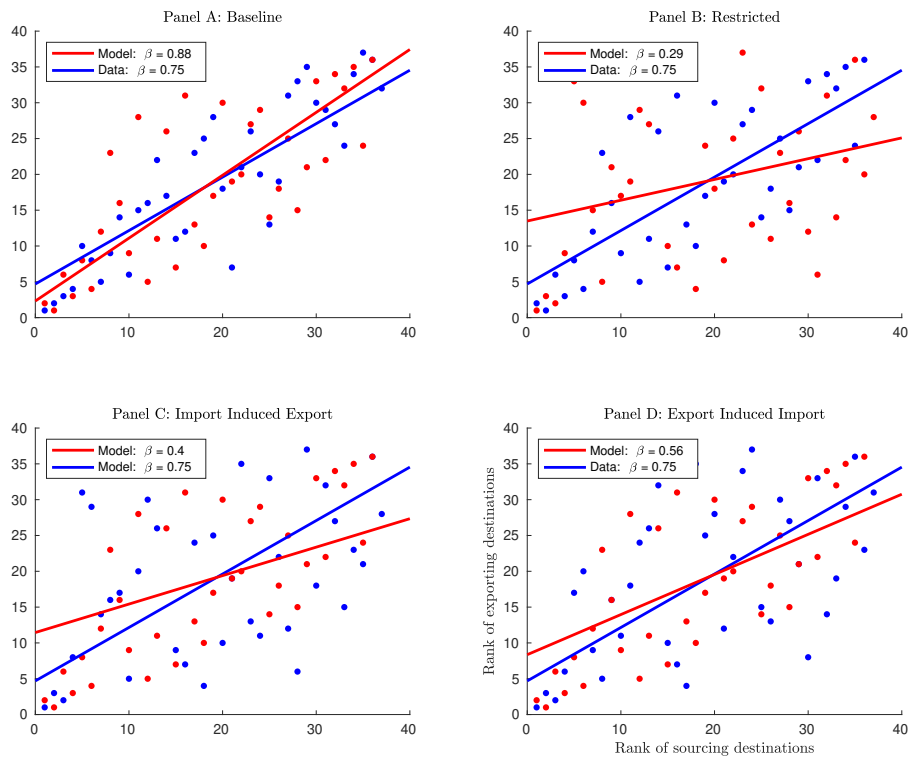 Panel A: Baseline
Model: β = 0.88
Data: β = 0.75
40
35
30
25
20
15
10
5
0
0 10 20 30 40
Panel B: Restricted
Model: β = 0.29
Data: β = 0.75
40
35
30
25
20
15
10
5
0
0 10 20 30 40
Panel C: Import Induced Export
Model: β = 0.4
Model: β = 0.75
40
35
30
25
20
15
10
5
0
0 10 20 30 40
Panel D: Export Induced Import
Model: β = 0.56
Data: β = 0.75
Rank of exporting destinations
40
35
30
25
20
15
10
5
0
0 10 20 30 40
Rank of sourcing destinations